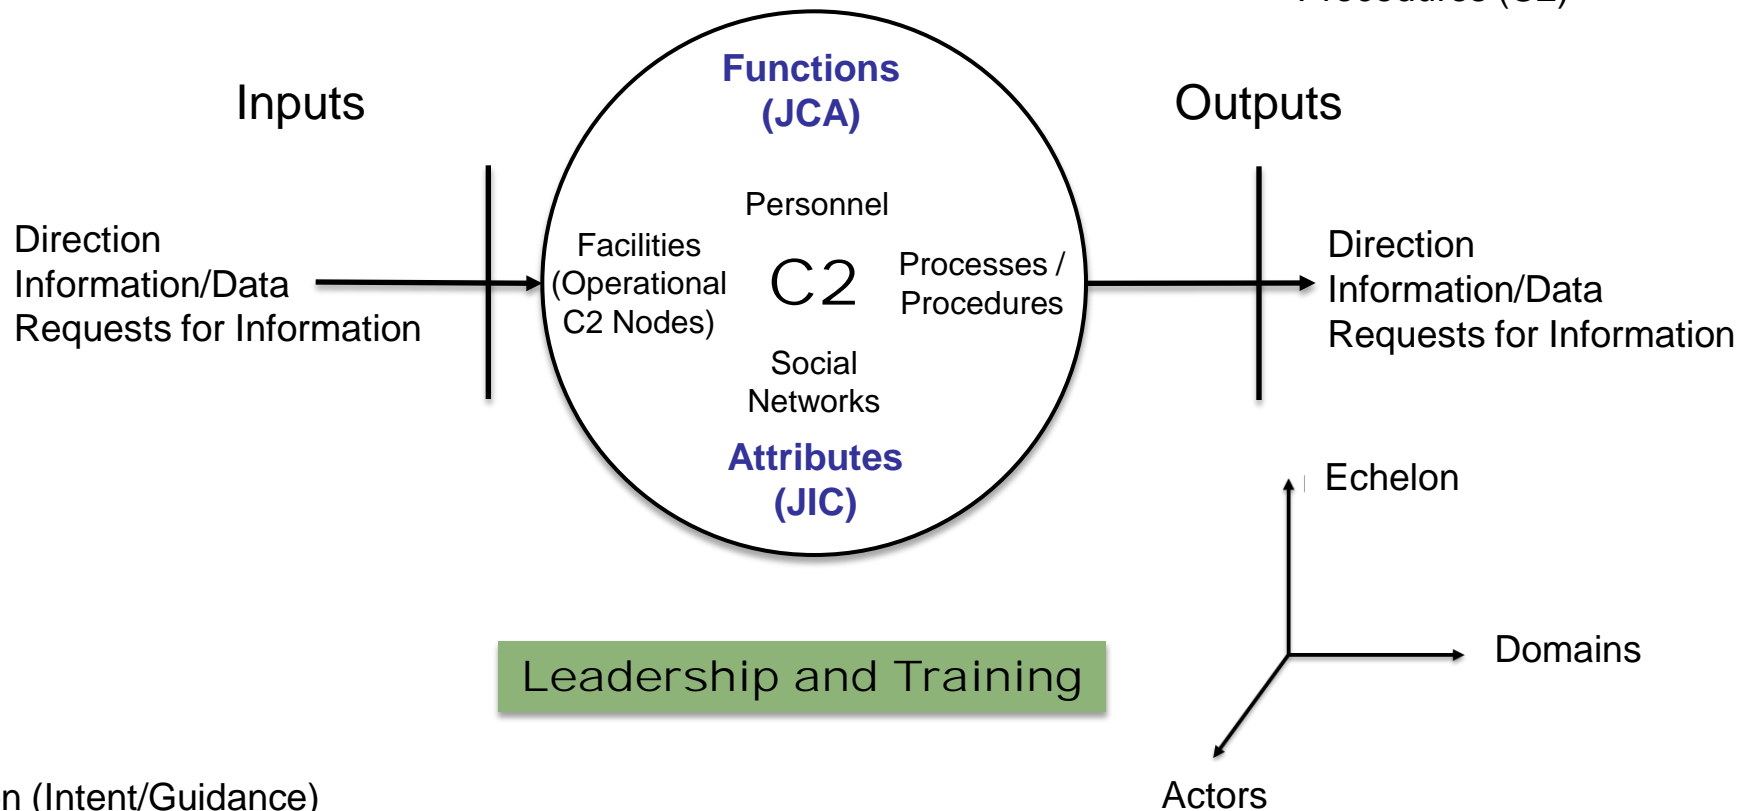 Functions
(JCA)
Inputs
Outputs
Personnel
Direction
Information/Data
Requests for Information
Facilities
(Operational
C2 Nodes)
C2
Processes /
Procedures
Social
Networks
Attributes
(JIC)
Direction
Information/Data
Requests for Information
Echelon
Domains
Actors
Leadership and Training
(Intent/Guidance)